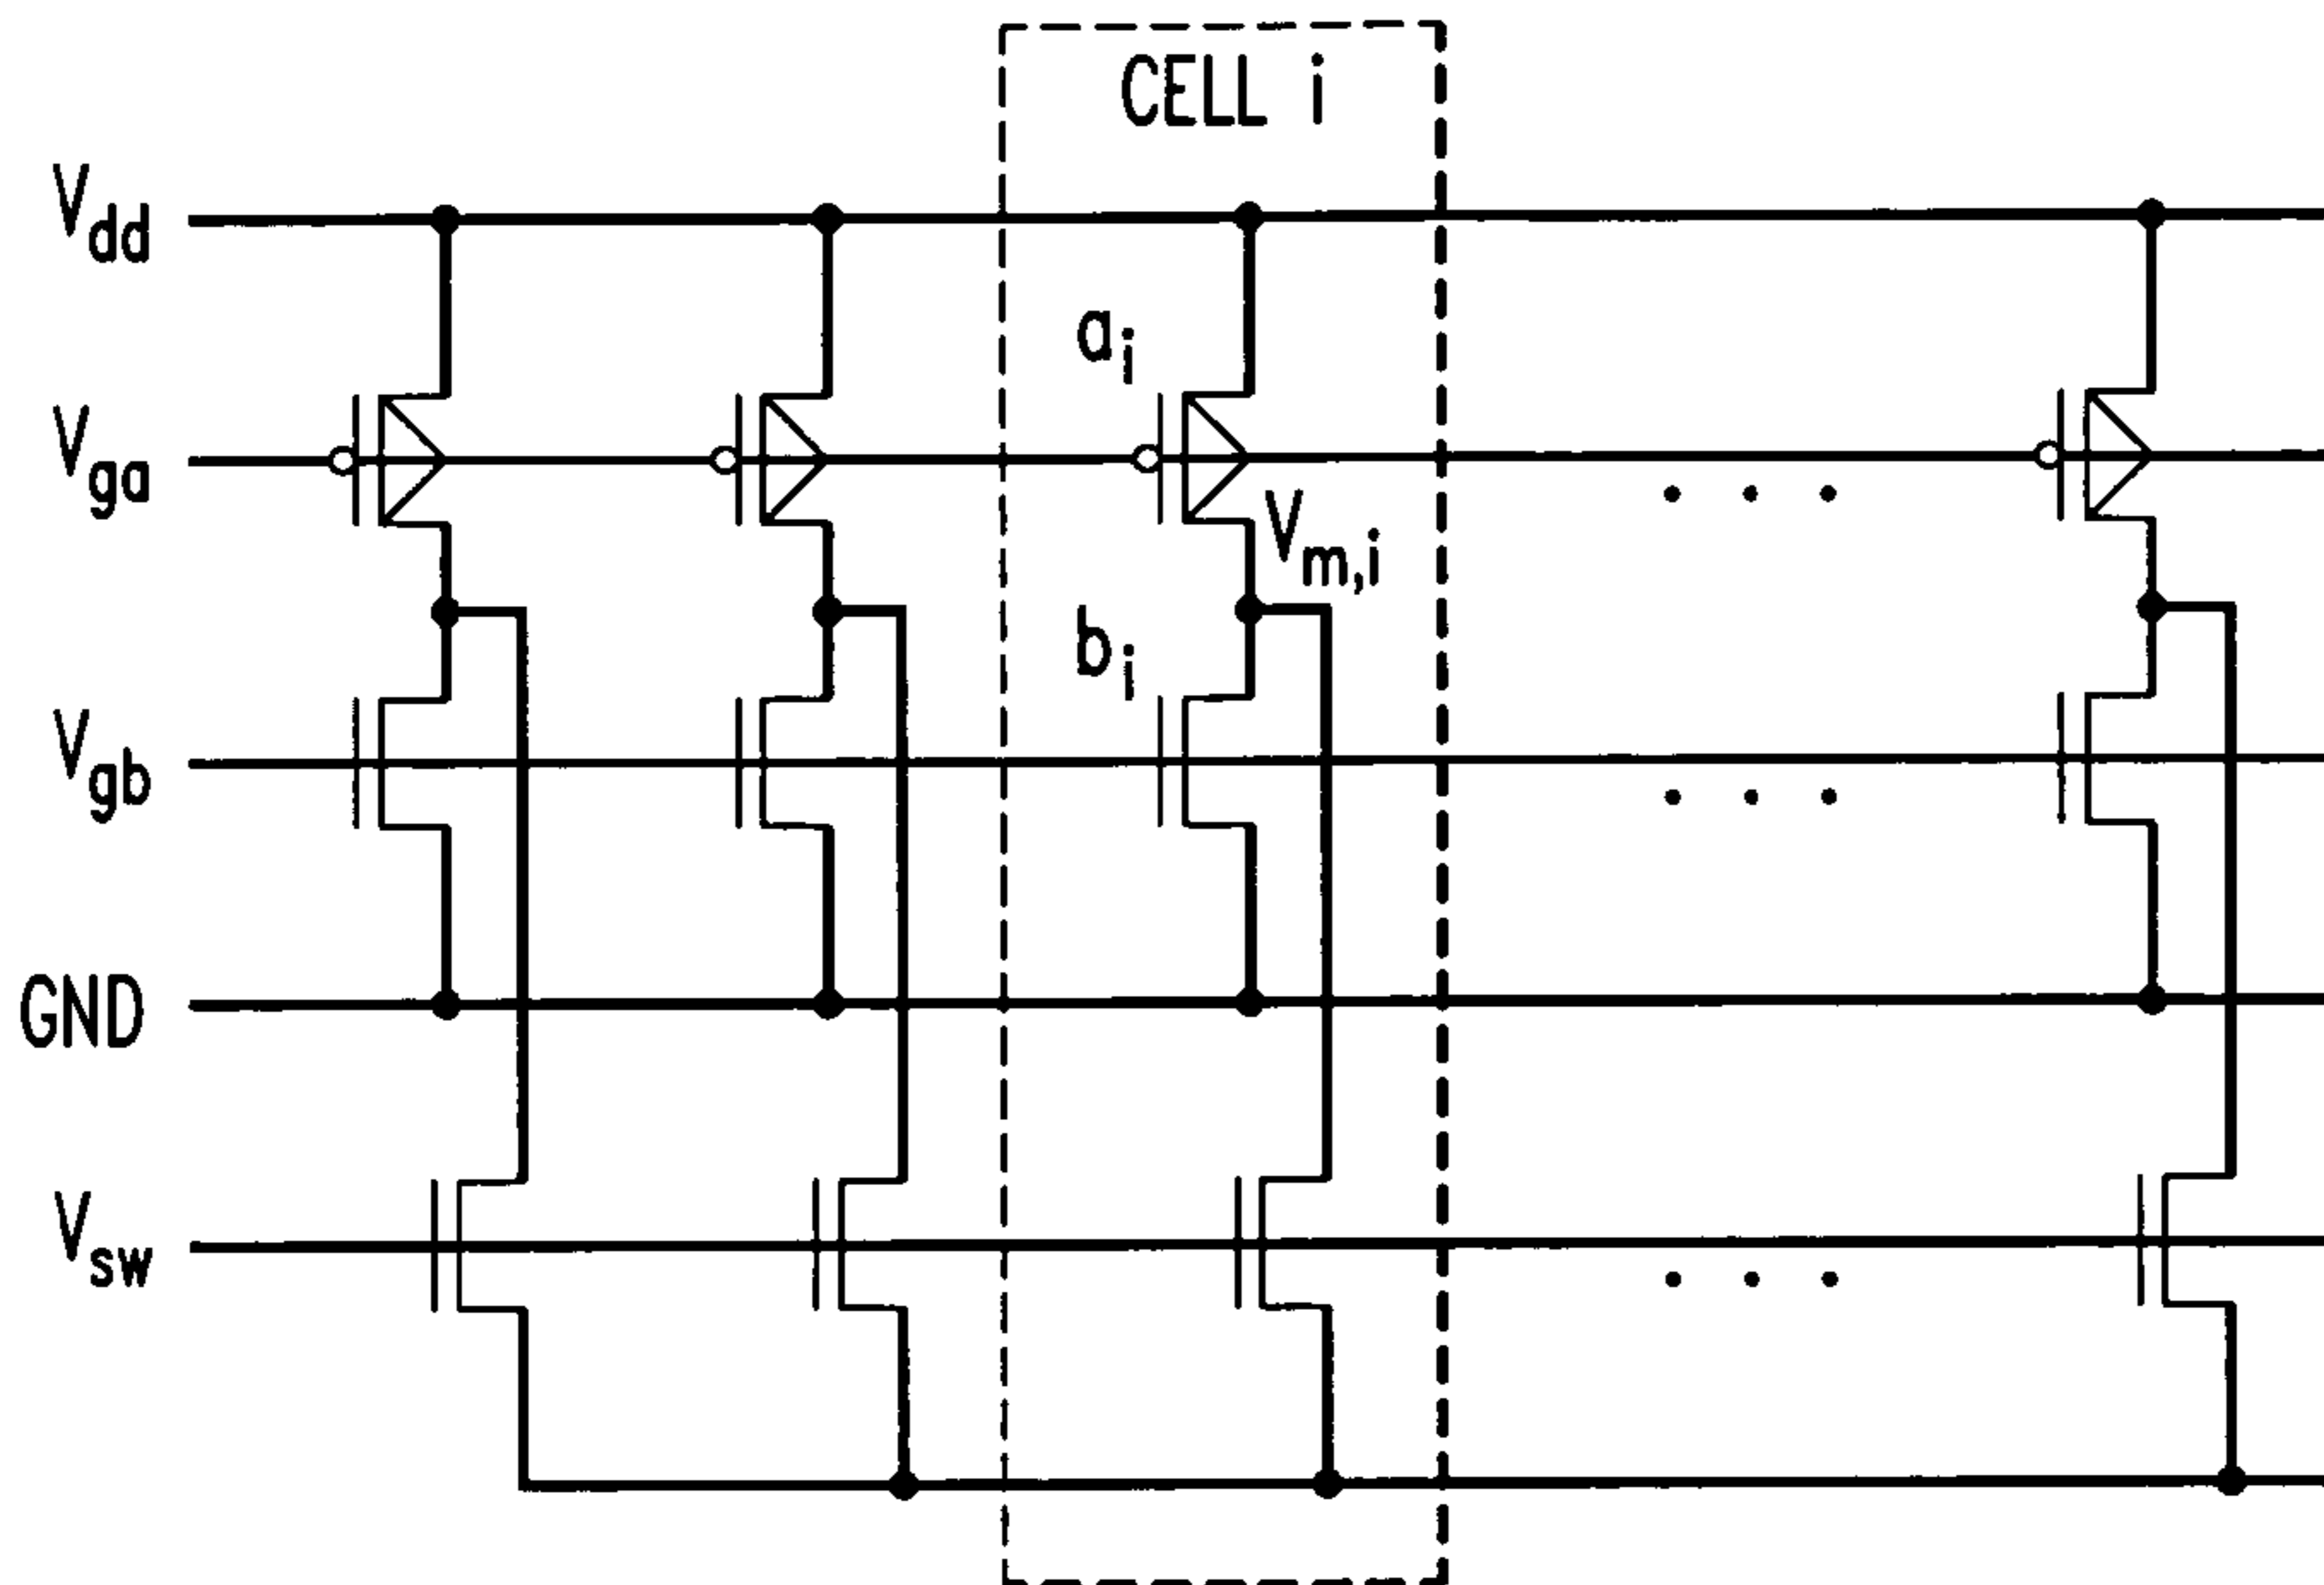 CELL i
Vdd
ai
Vga
Vm,i
bi
Vgb
GND
Vsw